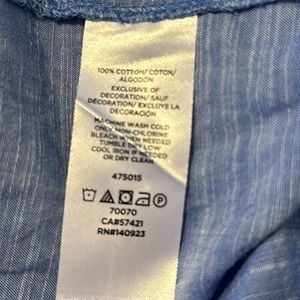 100% COTTON/ COTON/
ALGODÓN
EXCLUSIVE OF
DECORATION/ SAUF
DÉCORATION/ EXCLUYE LA
DECORACIÓN
MACHINE WASH COLD
ONLY NON-CHLORINE
BLEACH WHEN NEEDED
TUMBLE DRY LOW
COOL IRON IF NEEDED
OR DRY CLEAN
475015
70070
CA#57421
RN#140923